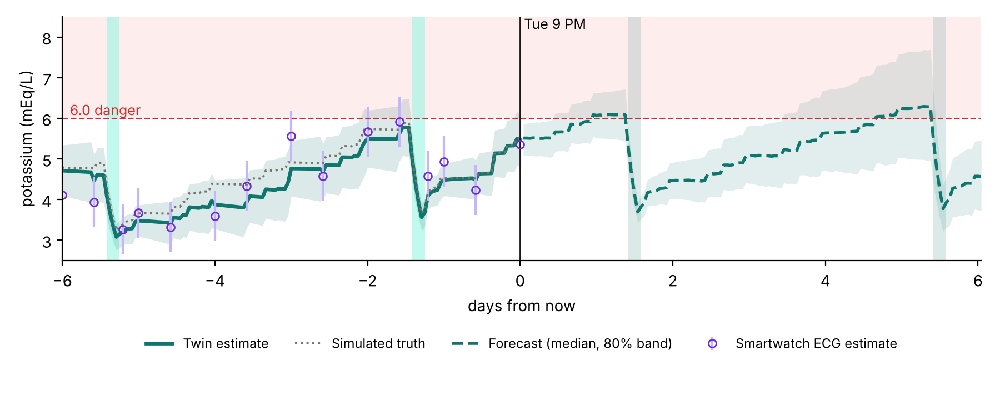 Tue 9 PM
8
7
6
5
4
3
potassium (mEq/L)
6.0 danger
−6
−4
−2
0
2
4
6
days from now
Twin estimate
Simulated truth
Forecast (median, 80% band)
Smartwatch ECG estimate